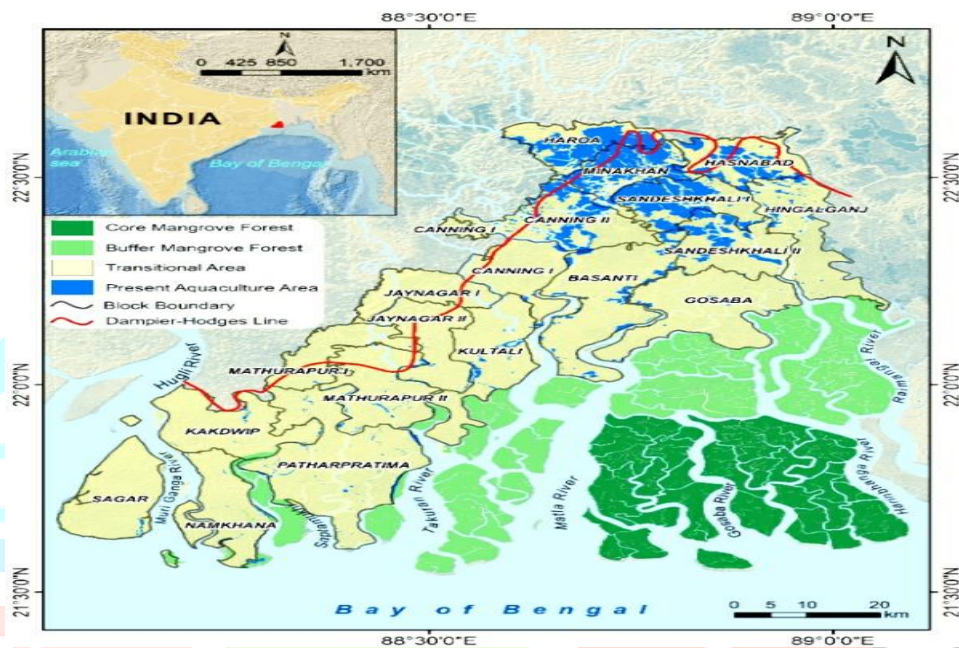 88°30'0"E
89°0'0"E
N
0 425 850 1,700
km
INDIA
Arabian
sea
Bay of Bengal
N
22°30'0"N
22°30'0"N
HAROA
MINAKHAN
HASNABAD
SANDESHKHALI I
HINGALGANJ
CANNING II
CANNING I
SANDESHKHALI II
CANNING I
BASANTI
GOSABA
JAYNAGAR I
JAYNAGAR II
KULTALI
Core Mangrove Forest
Buffer Mangrove Forest
Transitional Area
Present Aquaculture Area
Block Boundary
Dampier-Hodges Line
Hugli River
MATHURAPUR I
Raimangal River
22°0'0"N
22°0'0"N
MATHURAPUR II
KAKDWIP
PATHARPRATIMA
SAGAR
Muri Ganga River
NAMKHANA
Takuran River
Matla River
Gosaba River
21°30'0"N
21°30'0"N
Bay of Bengal
0 5 10 20
km
88°30'0"E
89°0'0"E